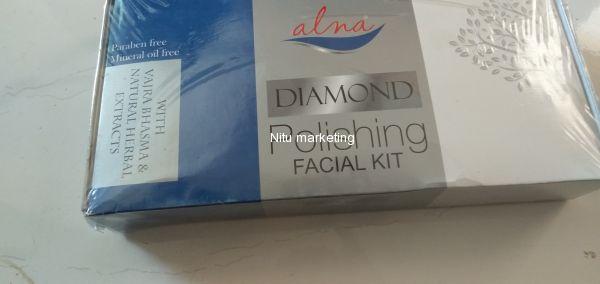 alna
Paraben free
Mineral oil free
WITH
VAJRA BHASMA &
NATURAL HERBAL
EXTRACTS
DIAMOND
Polishing
Nitu marketing
FACIAL KIT